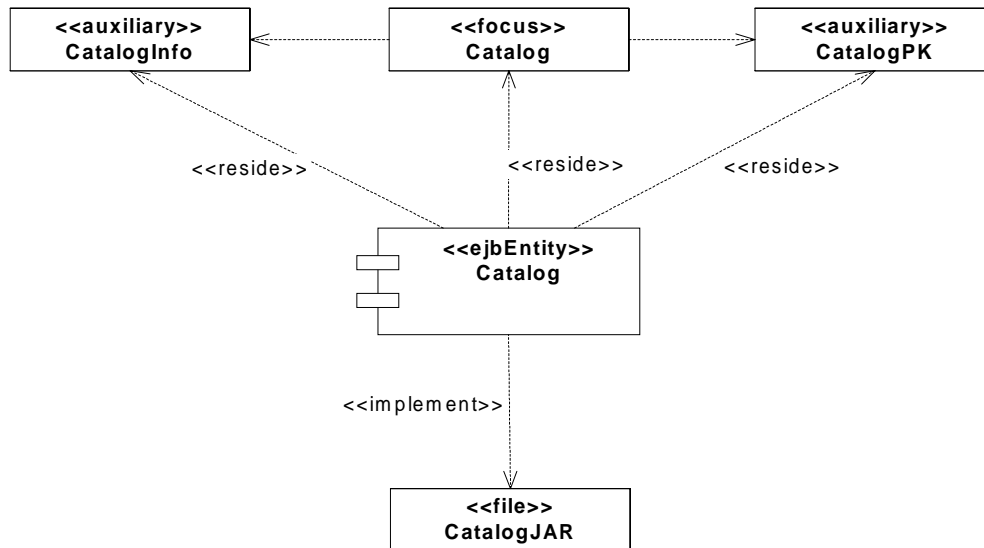 <<auxiliary>>
CatalogInfo
<<focus>>
Catalog
<<auxiliary>>
CatalogPK
<<reside>>
<<reside>>
<<reside>>
<<ejbEntity>>
Catalog
<<implement>>
<<file>>
CatalogJAR